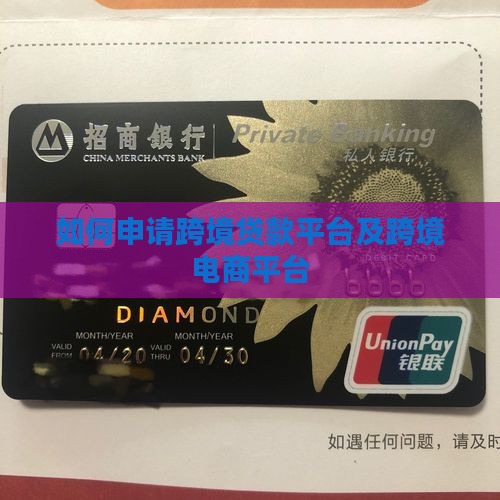 招商银行
CHINA MERCHANTS BANK
Private Banking
私人银行
如何申请跨境贷款平台及跨境
电商平台
DEBIT CARD
DIAMOND
MONTH/YEAR MONTH/YEAR
VALID FROM 04/20 VALID THRU 04/30
UnionPay
银联
如遇任何问题，请及时